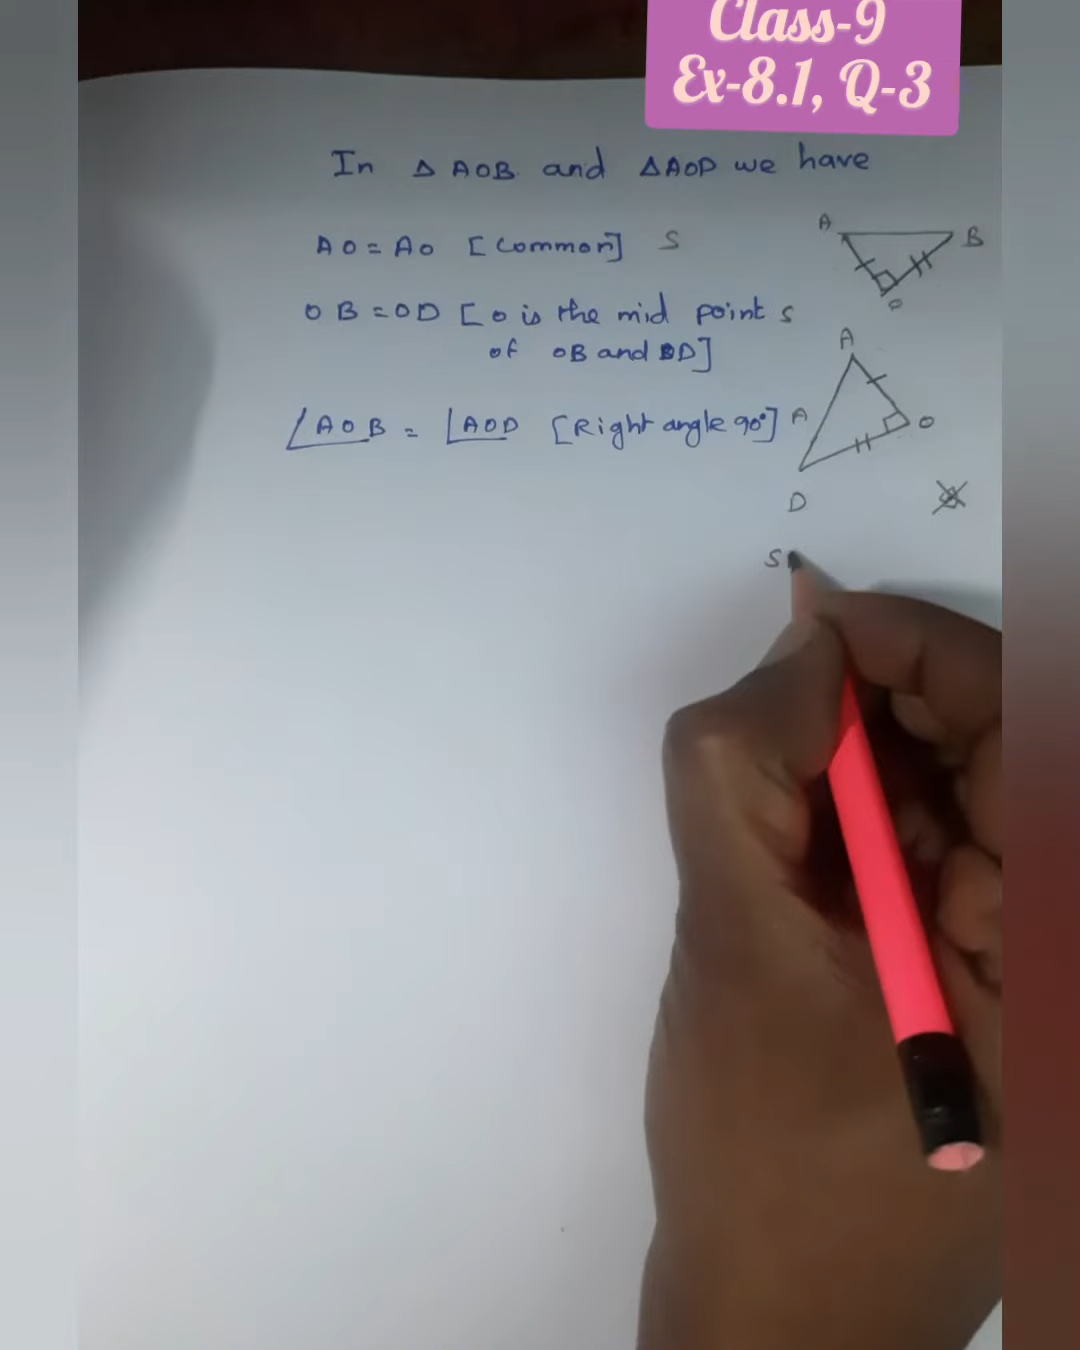 Class-9
Ex-8.1, Q-3
In △ AOB and △AOD we have
AO = AO [Common] S
OB = OD [O is the mid point S
of OB and BD]
∠AOB = ∠AOD [Right angle 90°] A
A
B
O
A
O
D
S